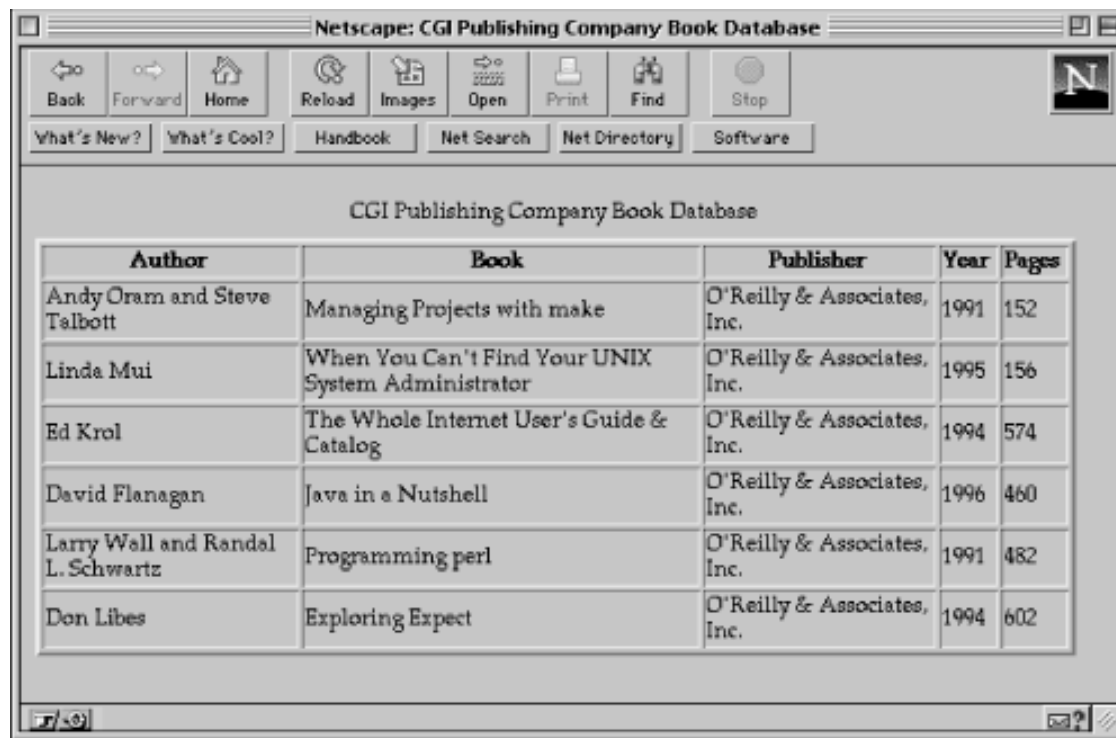 Netscape: CGI Publishing Company Book Database
Back Forward Home Reload Images Open Print Find Stop
N
What's New? What's Cool? Handbook Net Search Net Directory Software
CGI Publishing Company Book Database
Author Book Publisher Year Pages
Andy Oram and Steve
Talbott
Managing Projects with make
O'Reilly & Associates,
Inc.
1991
152
Linda Mui
When You Can't Find Your UNIX
System Administrator
O'Reilly & Associates,
Inc.
1995
156
Ed Krol
The Whole Internet User's Guide &
Catalog
O'Reilly & Associates,
Inc.
1994
574
David Flanagan
Java in a Nutshell
O'Reilly & Associates,
Inc.
1996
460
Larry Wall and Randal
L. Schwartz
Programming perl
O'Reilly & Associates,
Inc.
1991
482
Don Libes
Exploring Expect
O'Reilly & Associates,
Inc.
1994
602
?